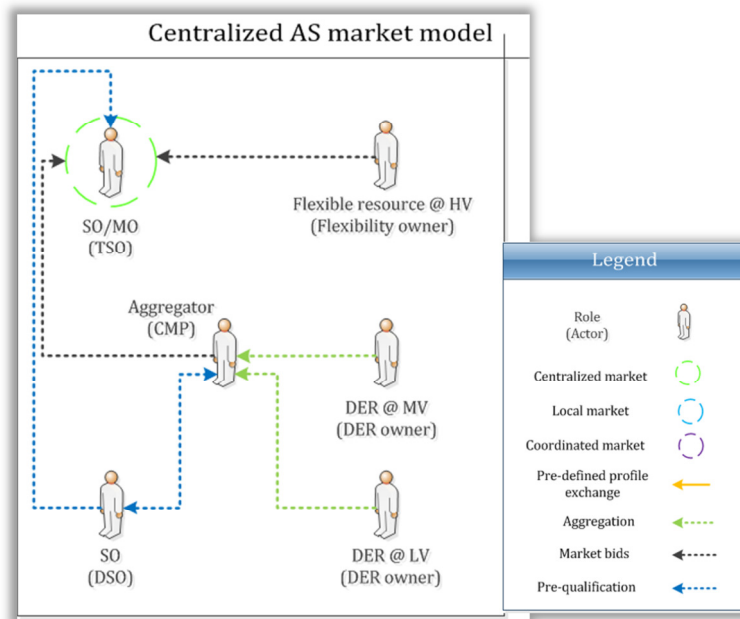 Centralized AS market model
SO/MO
(TSO)
Flexible resource @ HV
(Flexibility owner)
Aggregator
(CMP)
DER @ MV
(DER owner)
SO
(DSO)
DER @ LV
(DER owner)
Legend
Role
(Actor)
Centralized market
Local market
Coordinated market
Pre-defined profile
exchange
Aggregation
Market bids
Pre-qualification